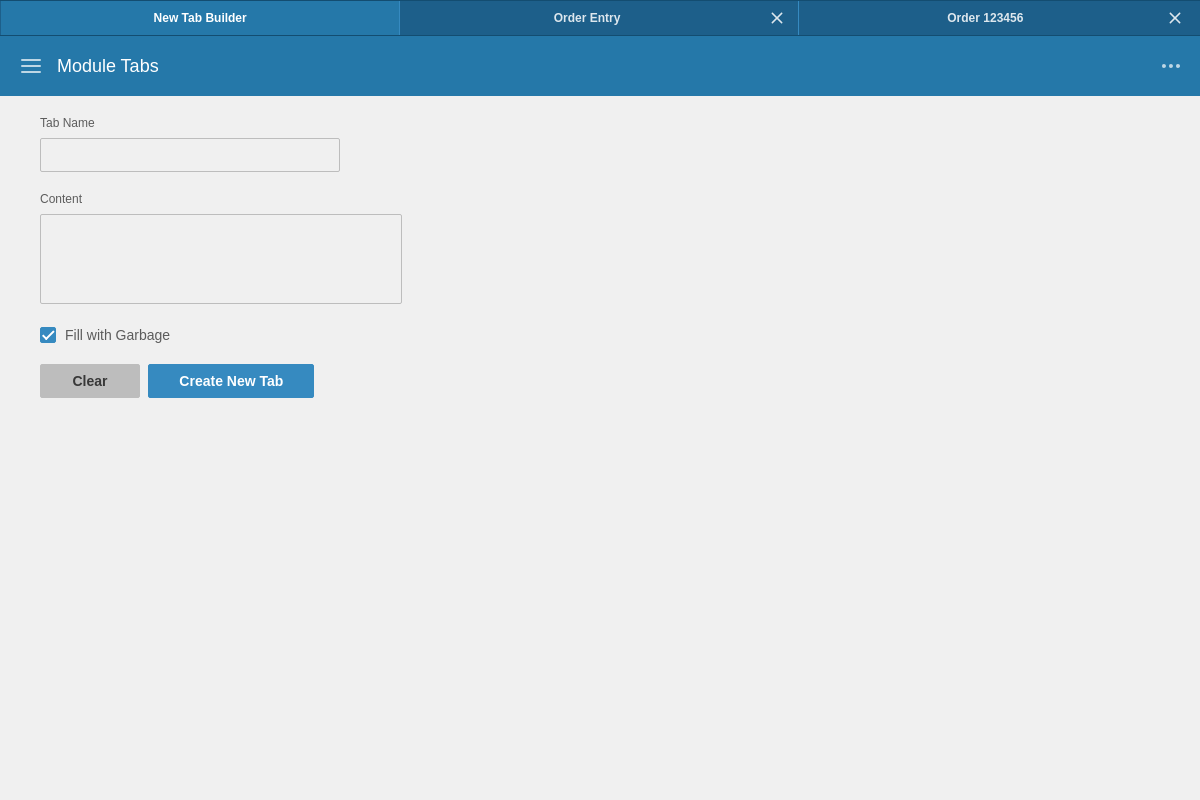 New Tab Builder
Order Entry
Order 123456
Module Tabs
Tab Name
Content
Fill with Garbage
Clear
Create New Tab